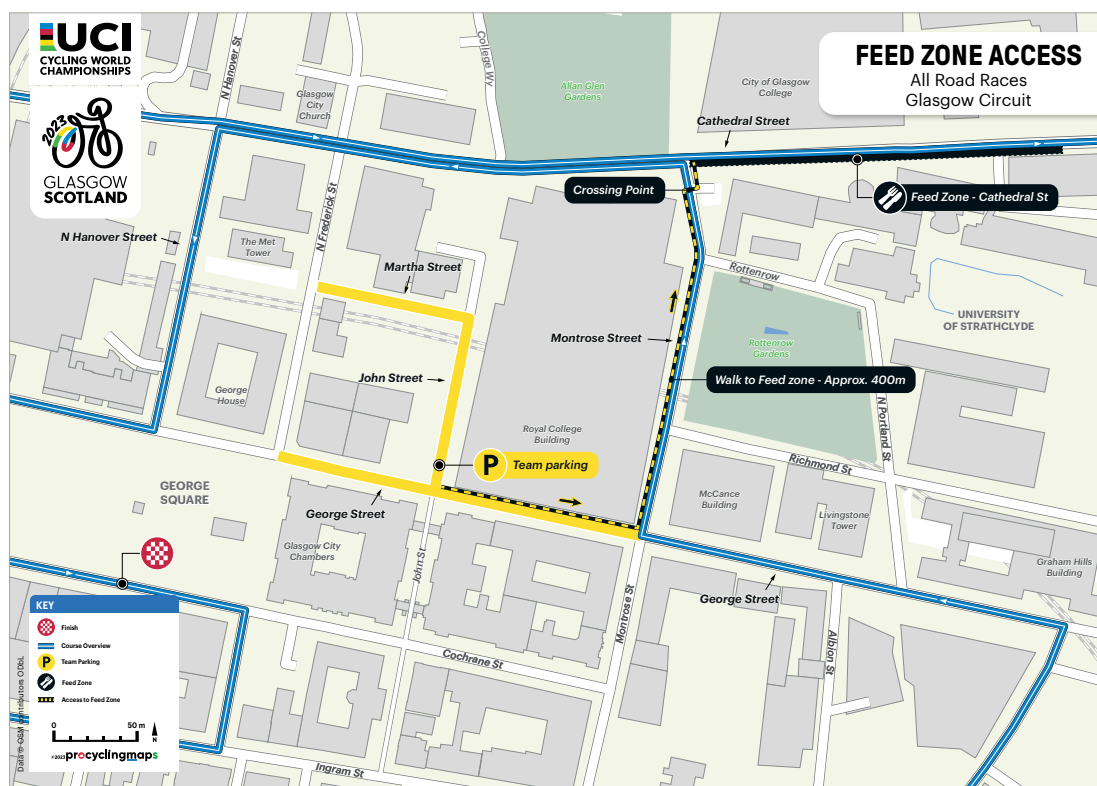 UCI
CYCLING WORLD
CHAMPIONSHIPS
2023
GLASGOW
SCOTLAND
FEED ZONE ACCESS
All Road Races
Glasgow Circuit
N Hanover St
College Wy
Glasgow
City
Church
Allan Glen
Gardens
City of Glasgow
College
Cathedral Street
Crossing Point
Feed Zone - Cathedral St
N Hanover Street
The Met
Tower
N Frederick St
Martha Street
Rottenrow
UNIVERSITY
OF STRATHCLYDE
Montrose Street
Rottenrow
Gardens
John Street
Walk to Feed zone - Approx. 400m
George
House
N Portland St
Royal College
Building
P
Team parking
Richmond St
GEORGE
SQUARE
George Street
McCance
Building
Livingstone
Tower
Glasgow City
Chambers
John St
Graham Hills
Building
George Street
Montrose St
Albion St
Cochrane St
Ingram St
KEY
Finish
Course Overview
P
Team Parking
Feed Zone
Access to Feed Zone
0
50 m
N
©2023 procyclingmaps
Data © OSM contributors ODbL